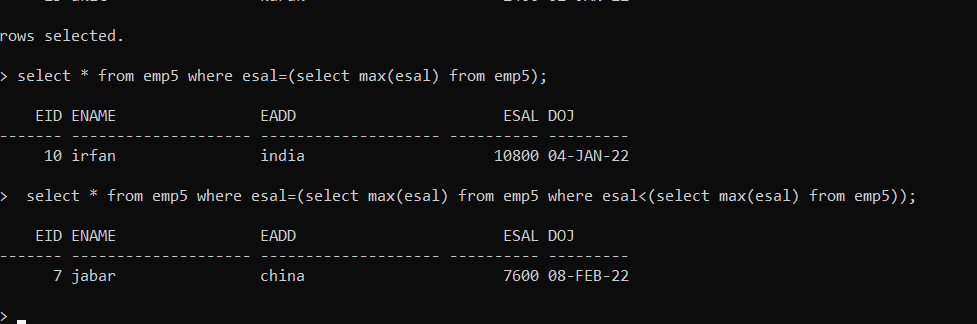 rows selected.
> select * from emp5 where esal=(select max(esal) from emp5);
EID ENAME EADD ESAL DOJ
------- -------------------- -------------------- ---------- ---------
10 irfan india 10800 04-JAN-22
> select * from emp5 where esal=(select max(esal) from emp5 where esal<(select max(esal) from emp5));
EID ENAME EADD ESAL DOJ
------- -------------------- -------------------- ---------- ---------
7 jabar china 7600 08-FEB-22
>